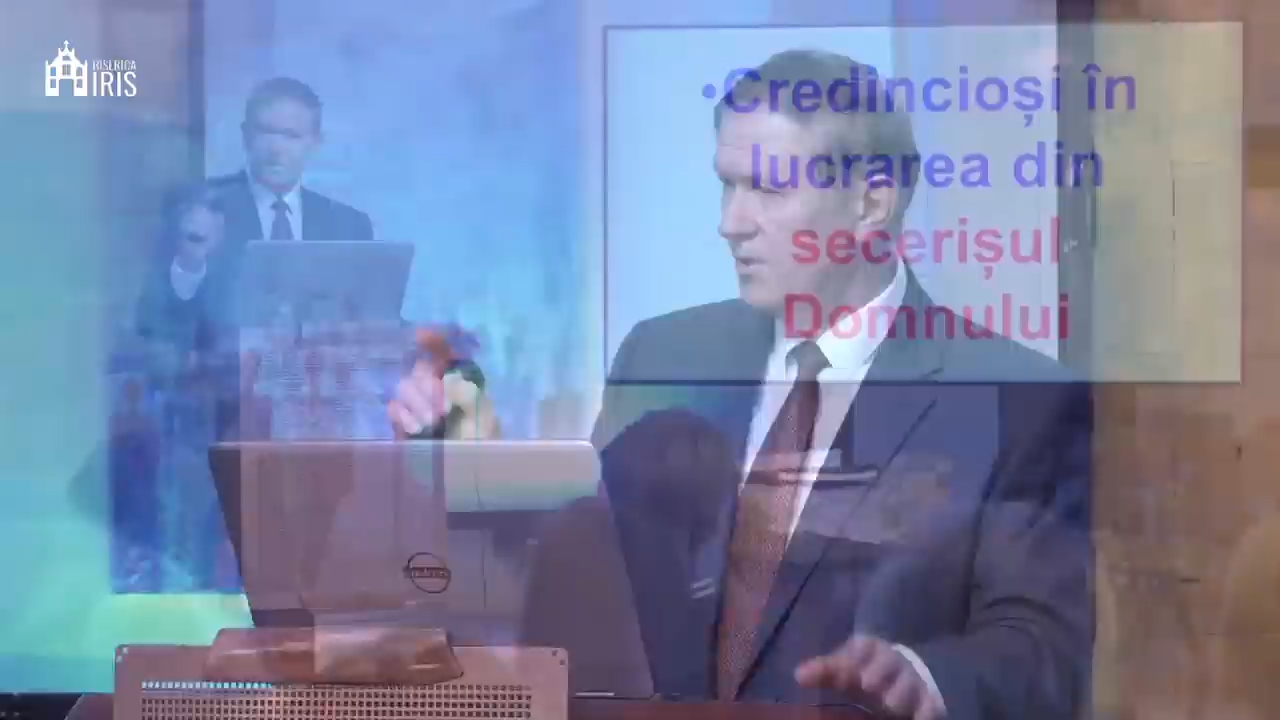 BISERICA
IRIS
•Credincioși în
lucrarea din
secerișul
Domnului